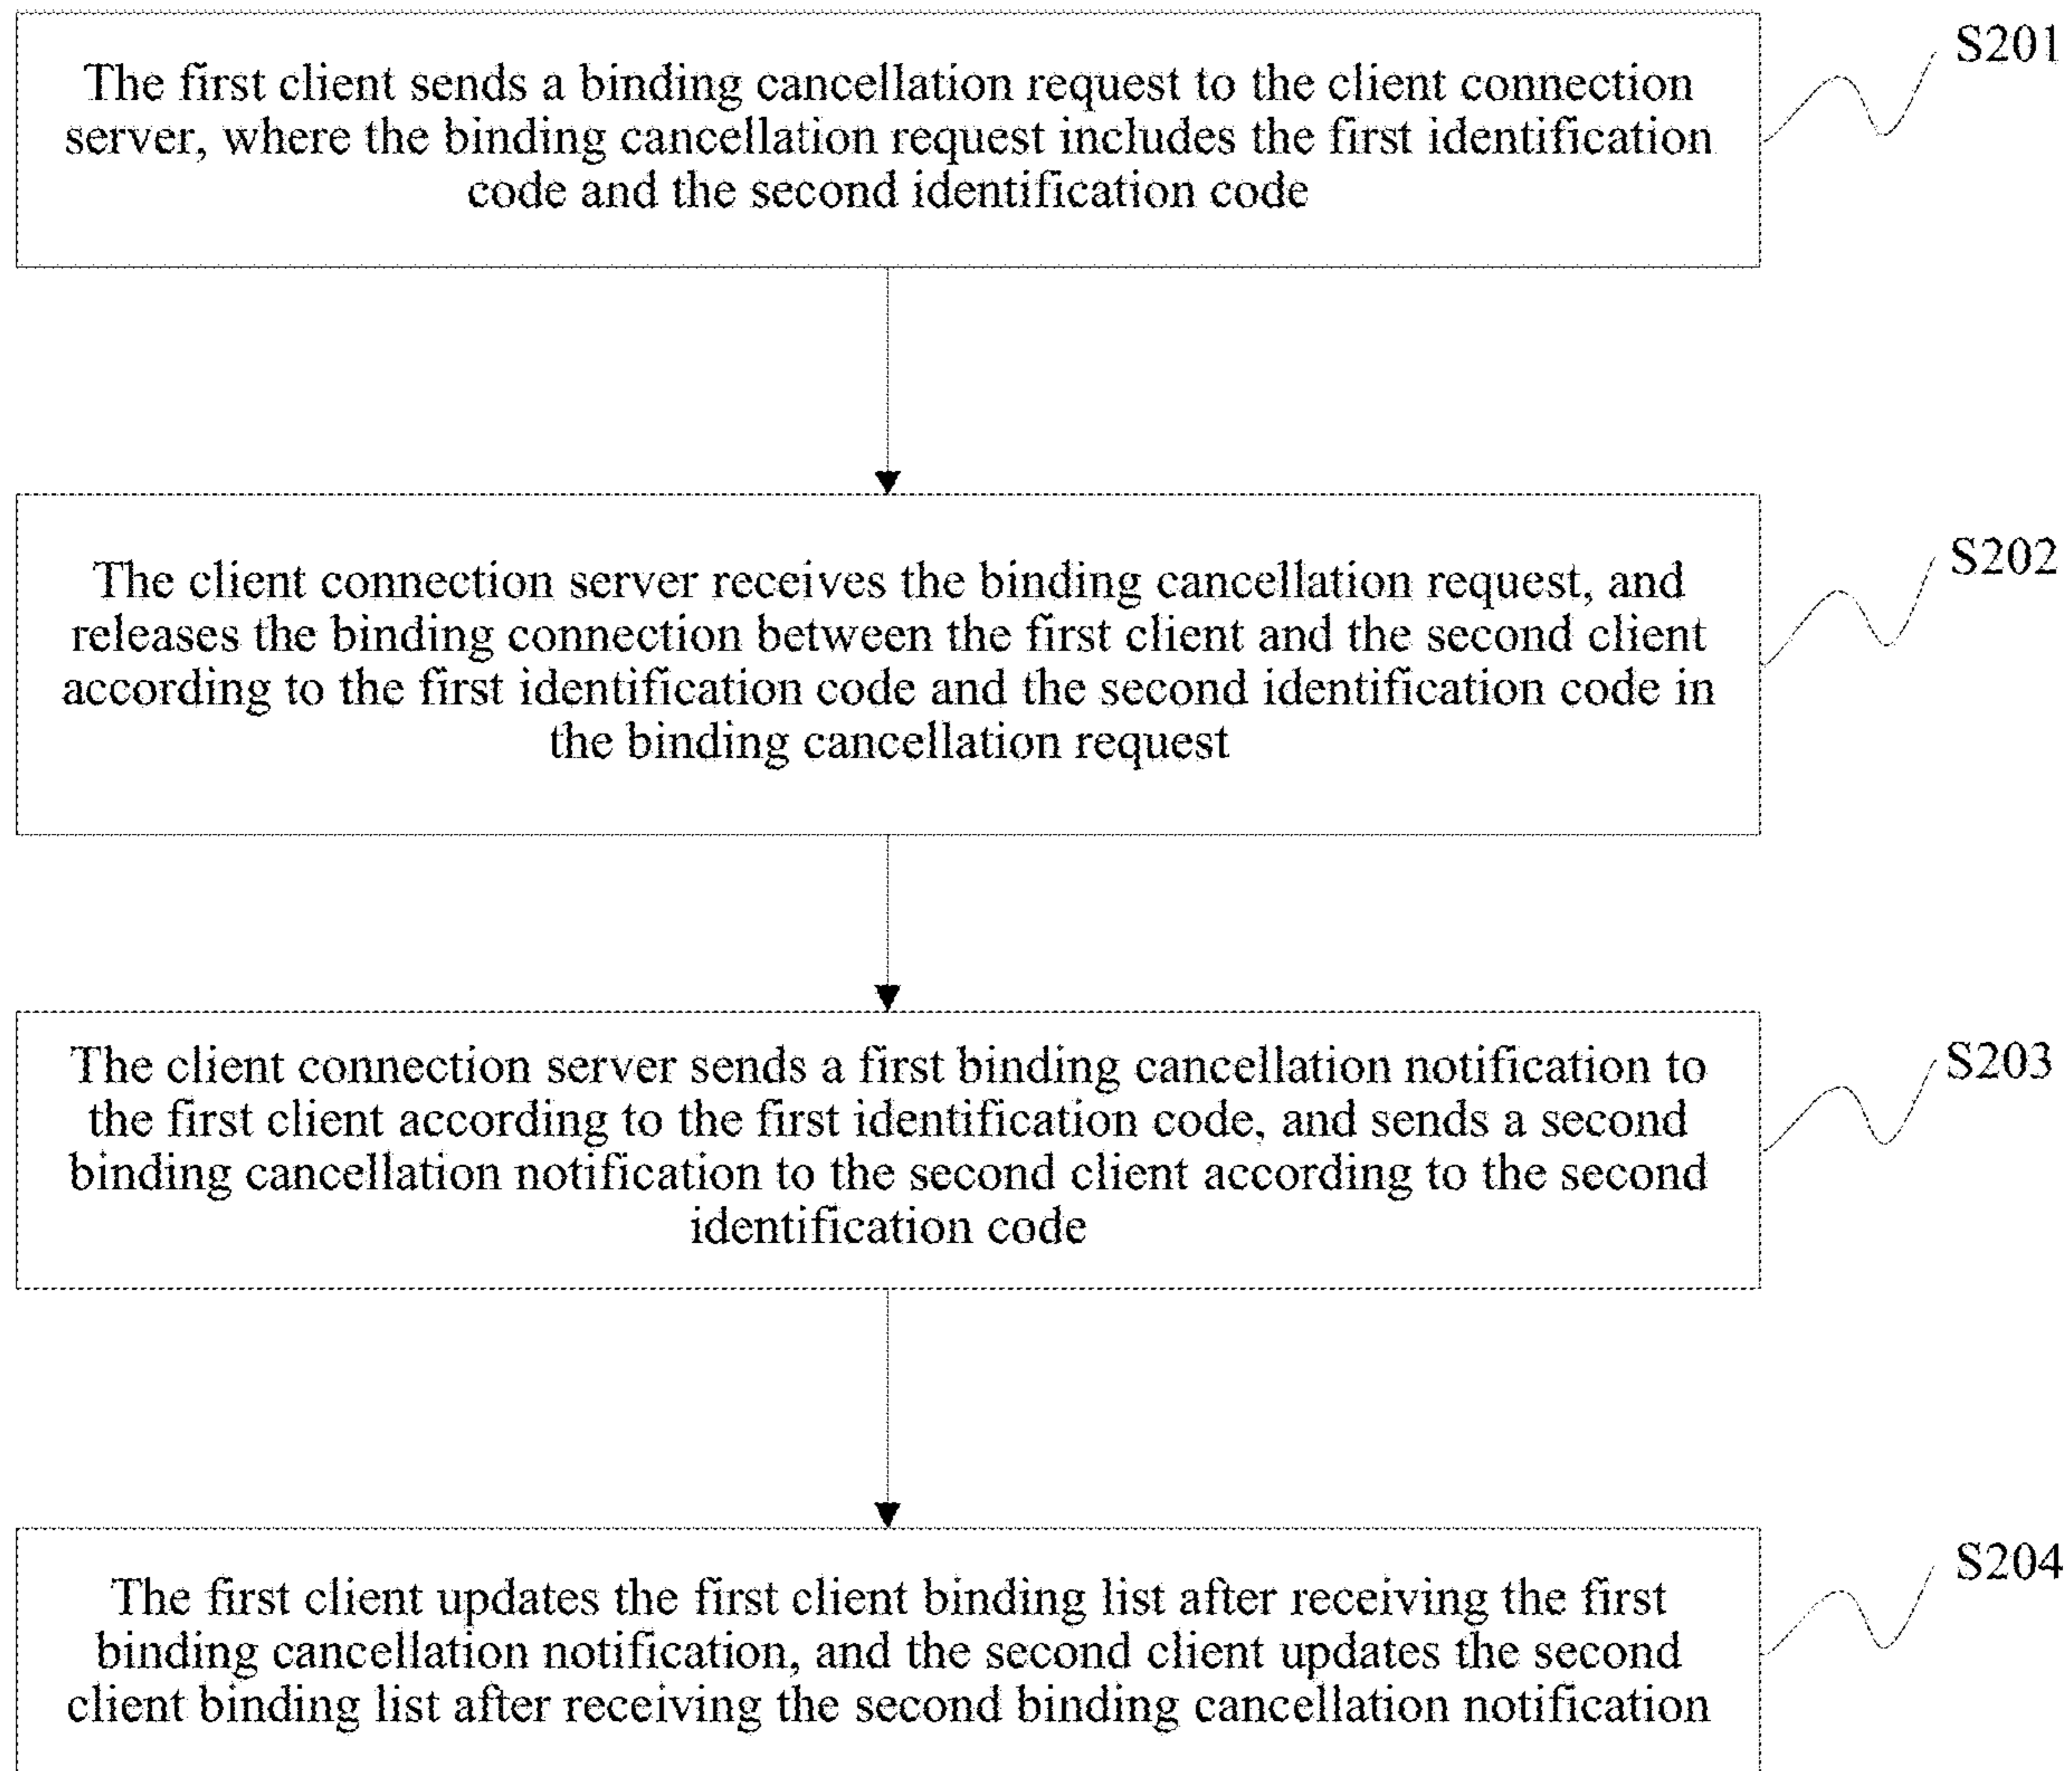 The first client sends a binding cancellation request to the client connection
server, where the binding cancellation request includes the first identification
code and the second identification code
S201
The client connection server receives the binding cancellation request, and
releases the binding connection between the first client and the second client
according to the first identification code and the second identification code in
the binding cancellation request
S202
The client connection server sends a first binding cancellation notification to
the first client according to the first identification code, and sends a second
binding cancellation notification to the second client according to the second
identification code
S203
The first client updates the first client binding list after receiving the first
binding cancellation notification, and the second client updates the second
client binding list after receiving the second binding cancellation notification
S204